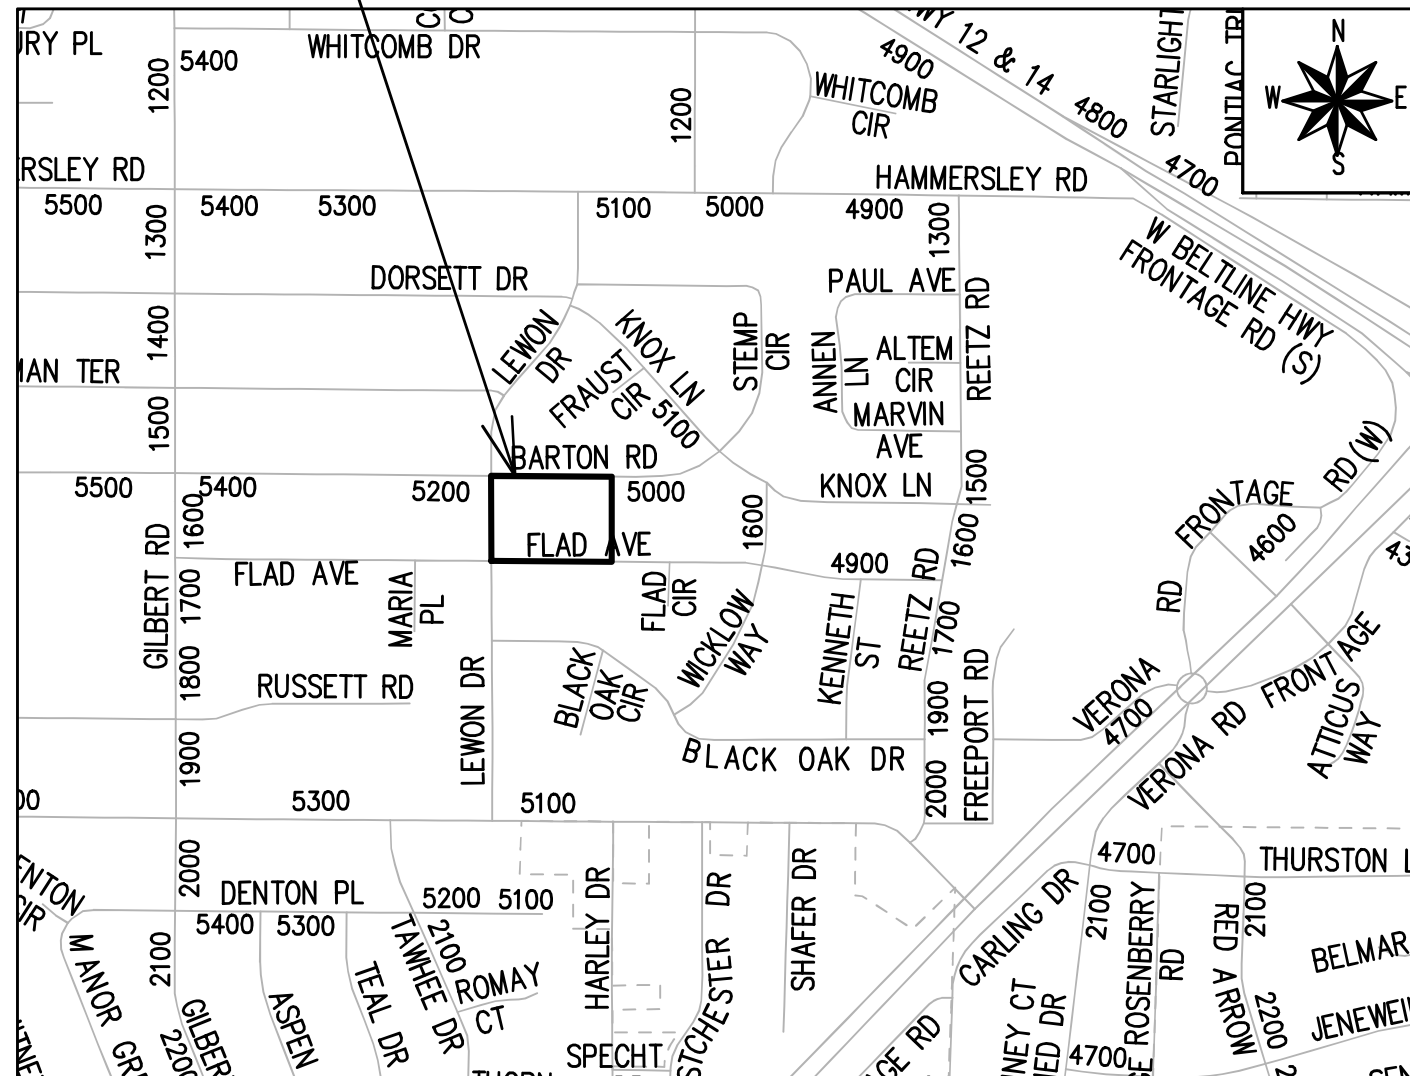 WHITCOMB DR
5400
1200
1200
4900
HWY 12 & 14
4800
4700
WHITCOMB
CIR
STARLIGHT
PONTIAC TR
N
W
E
S
HAMMERSLEY RD
5500
5400
5300
5100
5000
4900
1300
1300
DORSETT DR
PAUL AVE
W BELTLINE HWY
FRONTAGE RD (S)
1400
LEWON
DR
KNOX LN
FRAUST
CIR
5100
STEMP
CIR
ANNEN
LN
ALTEM
CIR
REETZ RD
MARVIN
AVE
TER
1500
BARTON RD
KNOX LN
1500
5500
5400
5200
5000
FRONTAGE
RD (W)
4600
RD
1600
1600
1600
GILBERT RD
FLAD AVE
FLAD AVE
4900
1700
MARIA
PL
FLAD
CIR
WICKLOW
WAY
KENNETH
ST
REETZ RD
1700
1800
RUSSETT RD
LEWON DR
BLACK
OAK
CIR
BLACK OAK DR
1900
1900
2000
FREEPORT RD
VERONA
4700
VERONA RD
FRONTAGE
ATTICUS
WAY
5300
5100
2000
DENTON PL
5200
5100
5400
5300
HARLEY DR
DR
SHAFER DR
4700
THURSTON
CARLING DR
2100
ROSENBERRY
RD
RED ARROW
2100
2200
BELMAR
MANOR
2100
2200
ASPEN
TEAL DR
TAWHEE DR
2100
ROMAY
CT
SPECHT
4700